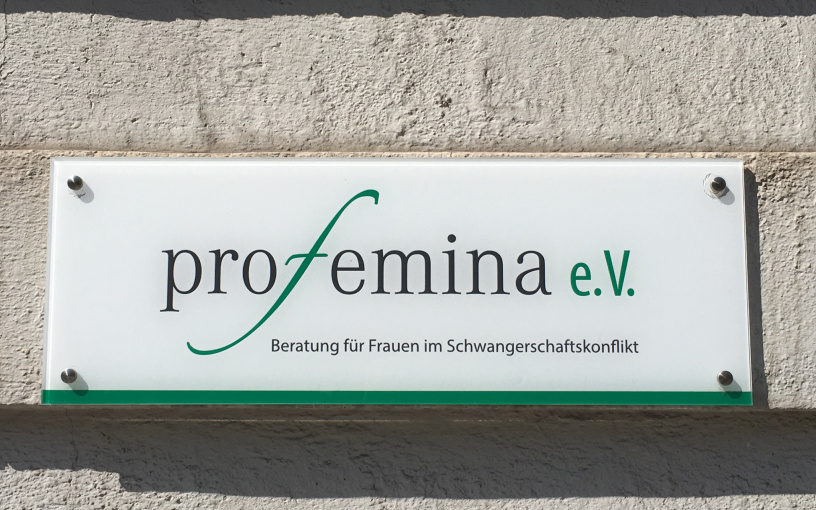 profemina e.V.
Beratung für Frauen im Schwangerschaftskonflikt